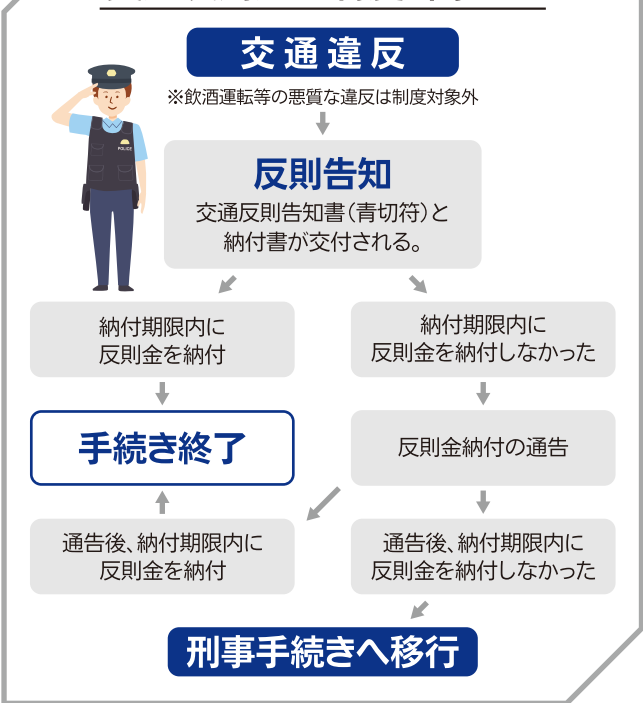 交通違反
※飲酒運転等の悪質な違反は制度対象外
POLICE
反則告知
交通反則告知書(青切符)と
納付書が交付される。
納付期限内に
反則金を納付
納付期限内に
反則金を納付しなかった
手続き終了
反則金納付の通告
通告後、納付期限内に
反則金を納付
通告後、納付期限内に
反則金を納付しなかった
刑事手続きへ移行